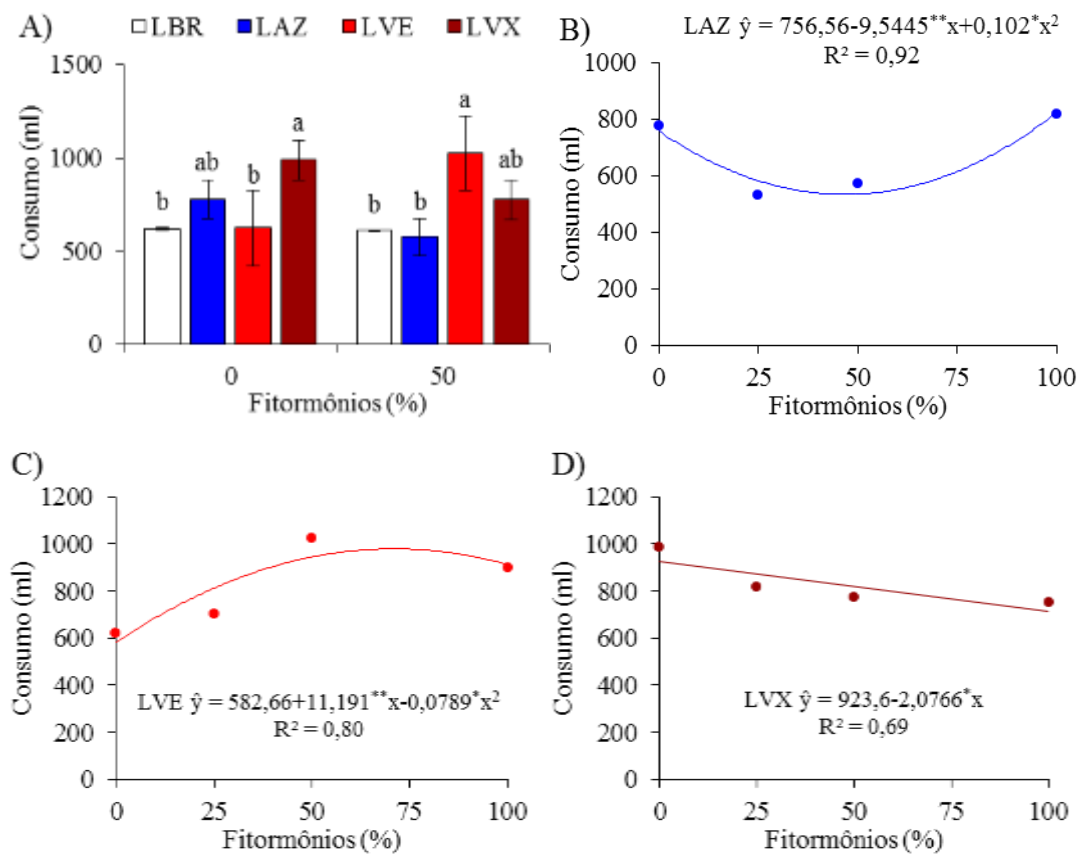 A) LBR LAZ LVE LVX
Consumo (ml)
1500
1000
500
0
b ab b a b b a ab
0 50
Fitormônios (%)
B)
LAZ ŷ = 756,56-9,5445**x+0,102*x²
R² = 0,92
Consumo (ml)
1000
800
600
400
200
0
0 25 50 75 100
Fitormônios (%)
C)
Consumo (ml)
1200
1000
800
600
400
200
0
LVE ŷ = 582,66+11,191**x-0,0789*x²
R² = 0,80
0 25 50 75 100
Fitormônios (%)
D)
Consumo (ml)
1200
1000
800
600
400
200
0
LVX ŷ = 923,6-2,0766*x
R² = 0,69
0 25 50 75 100
Fitormônios (%)